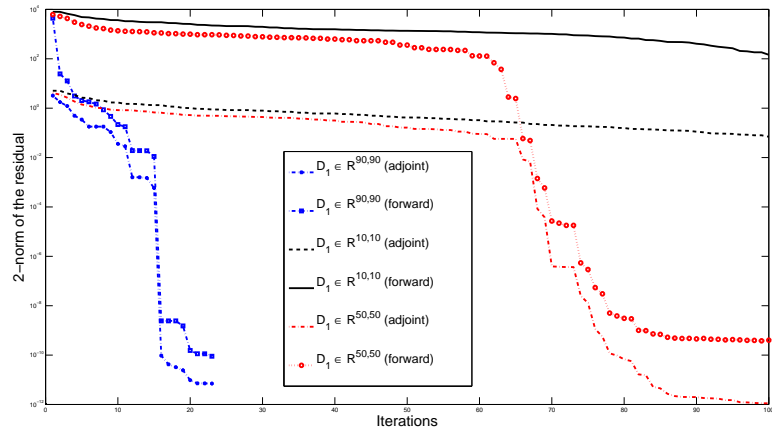 10^4
10^2
10^0
10^-2
10^-4
10^-6
10^-8
10^-10
10^-12
2-norm of the residual
D_1 ∈ R^90,90 (adjoint)
D_1 ∈ R^90,90 (forward)
D_1 ∈ R^10,10 (adjoint)
D_1 ∈ R^10,10 (forward)
D_1 ∈ R^50,50 (adjoint)
D_1 ∈ R^50,50 (forward)
0 10 20 30 40 50 60 70 80 90 100
Iterations